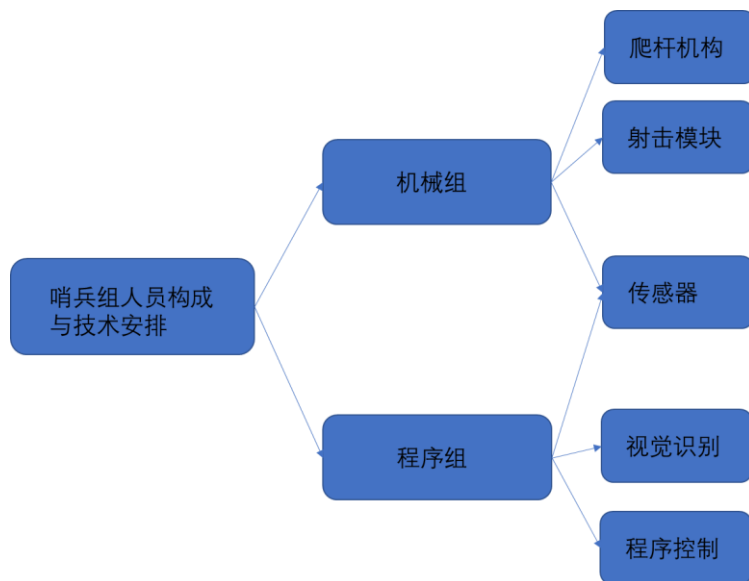 爬杆机构
射击模块
机械组
哨兵组人员构成
与技术安排
传感器
程序组
视觉识别
程序控制